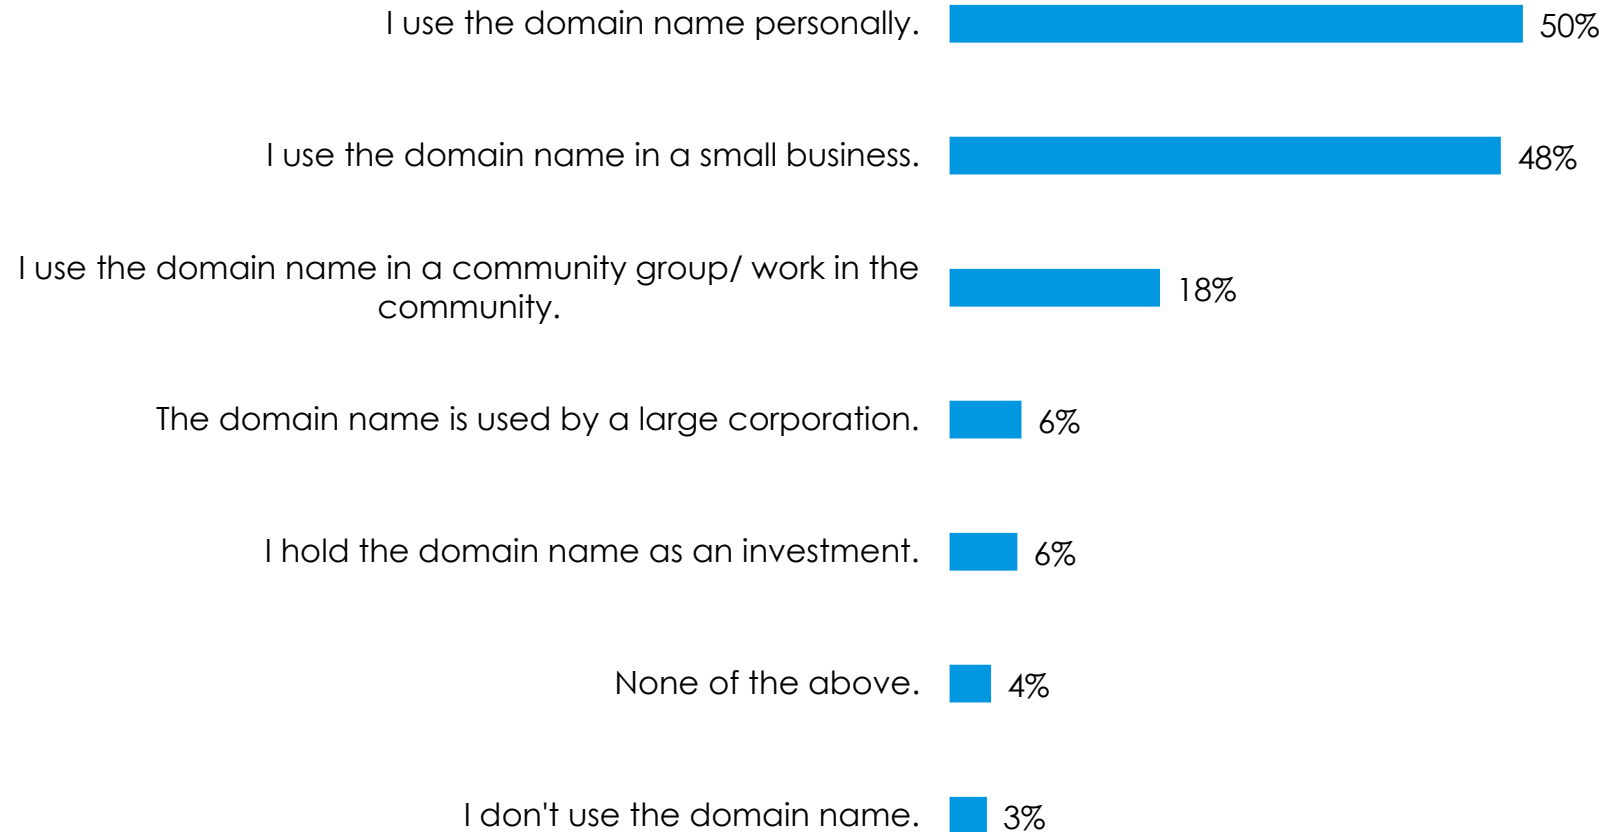 I use the domain name personally.
50%
I use the domain name in a small business.
48%
I use the domain name in a community group/ work in the
community.
18%
The domain name is used by a large corporation.
6%
I hold the domain name as an investment.
6%
None of the above.
4%
I don't use the domain name.
3%